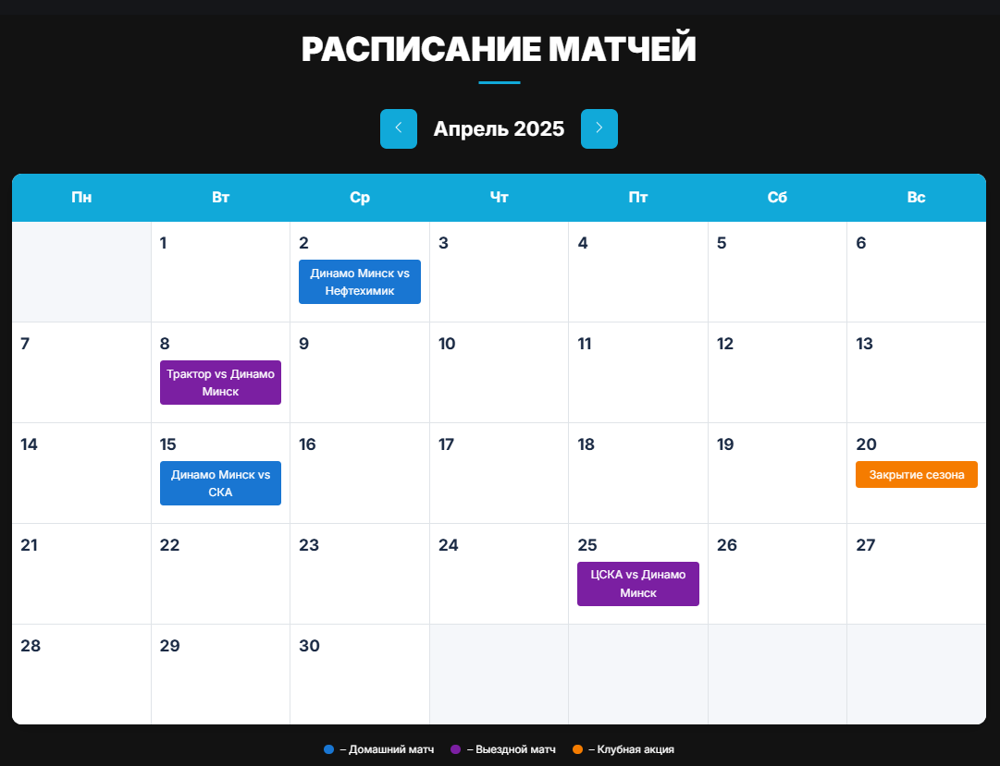 РАСПИСАНИЕ МАТЧЕЙ
Апрель 2025
Пн Вт Ср Чт Пт Сб Вс
1 2 3 4 5 6
Динамо Минск vs
Нефтехимик
7 8 9 10 11 12 13
Трактор vs Динамо
Минск
14 15 16 17 18 19 20
Динамо Минск vs
СКА
Закрытие сезона
21 22 23 24 25 26 27
ЦСКА vs Динамо
Минск
28 29 30
– Домашний матч – Выездной матч – Клубная акция